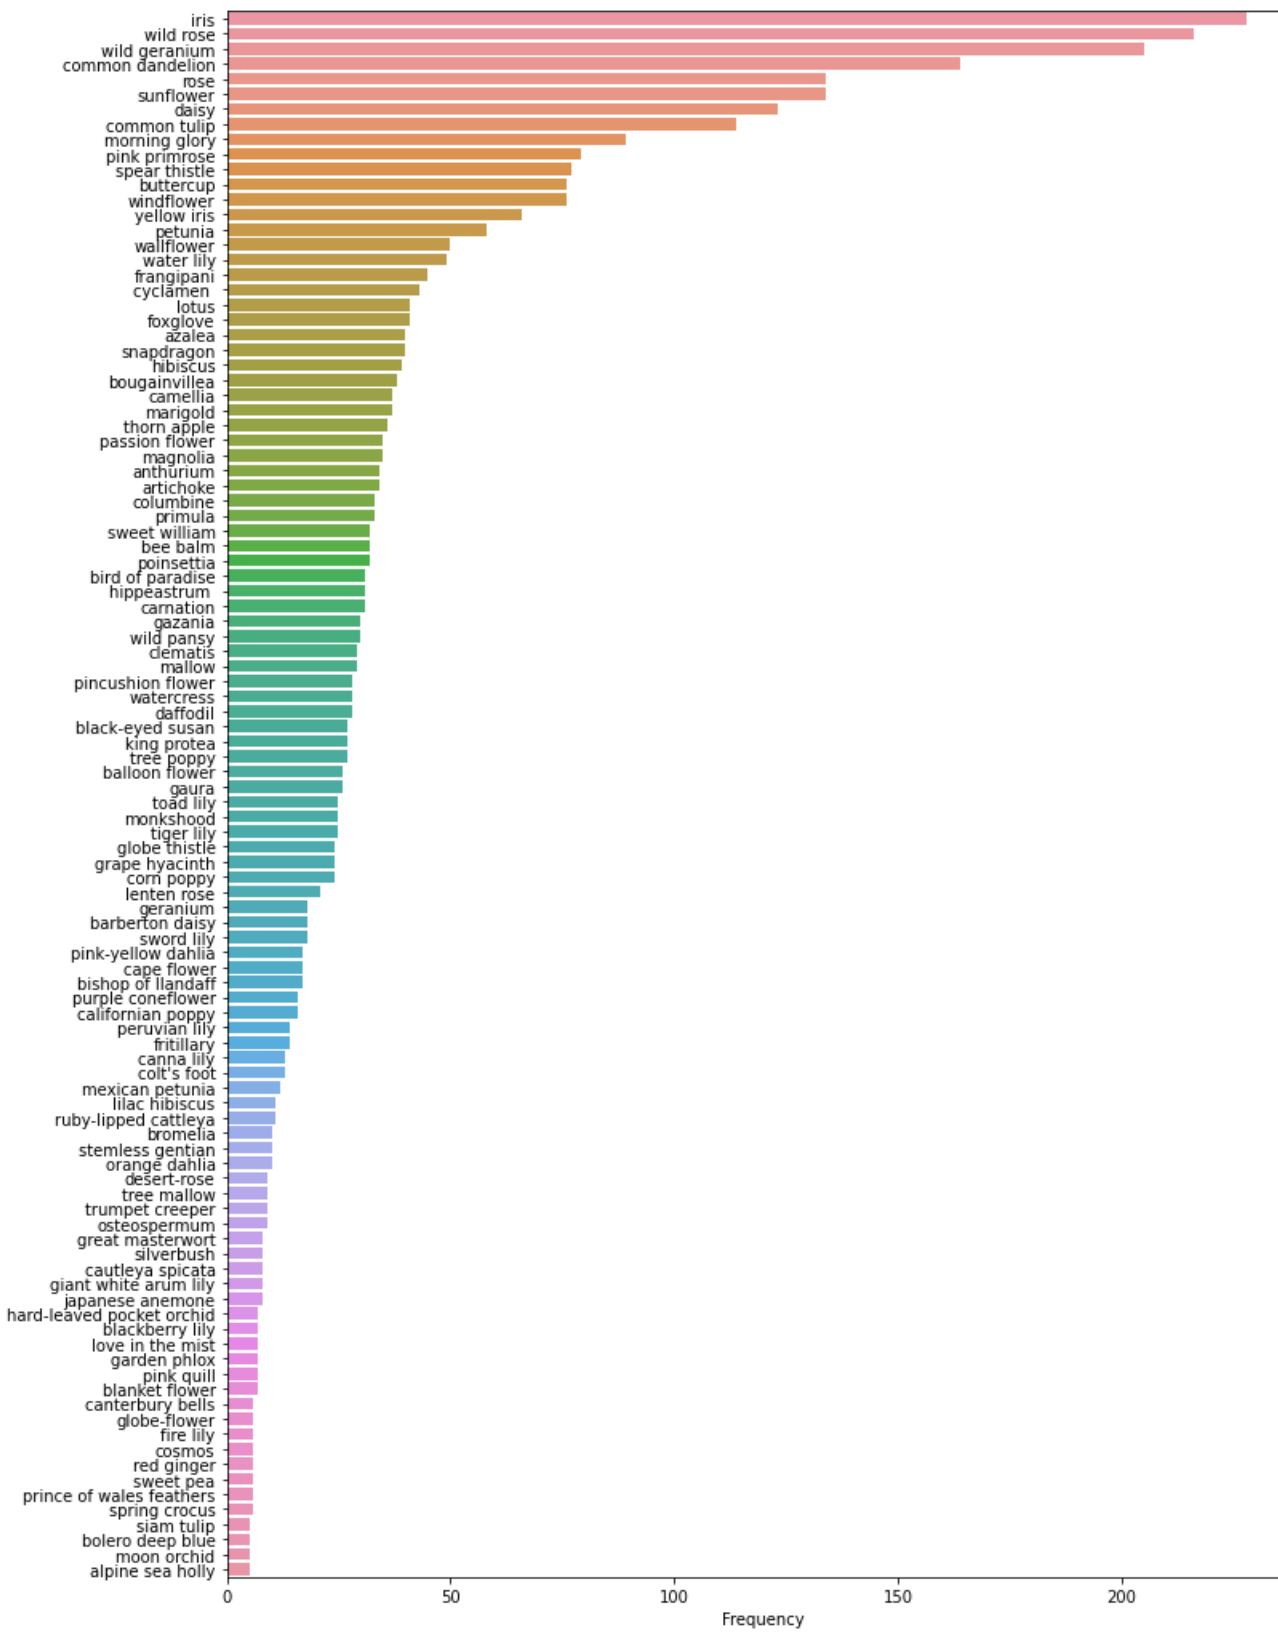 iris
wild rose
wild geranium
common dandelion
rose
sunflower
daisy
common tulip
morning glory
pink primrose
spear thistle
buttercup
windflower
yellow iris
petunia
wallflower
water lily
frangipani
cyclamen
lotus
foxglove
azalea
snapdragon
hibiscus
bougainvillea
camellia
marigold
thorn apple
passion flower
magnolia
anthurium
artichoke
columbine
primula
sweet william
bee balm
poinsettia
bird of paradise
hippeastrum
carnation
gazania
wild pansy
clematis
mallow
pincushion flower
watercress
daffodil
black-eyed susan
king protea
tree poppy
balloon flower
gaura
toad lily
monkshood
tiger lily
globe thistle
grape hyacinth
corn poppy
lenten rose
geranium
barberton daisy
sword lily
pink-yellow dahlia
cape flower
bishop of llandaff
purple coneflower
californian poppy
peruvian lily
fritillary
canna lily
colt's foot
mexican petunia
lilac hibiscus
ruby-lipped cattleya
bromelia
stemless gentian
orange dahlia
desert-rose
tree mallow
trumpet creeper
osteospermum
great masterwort
silverbush
cautleya spicata
giant white arum lily
japanese anemone
hard-leaved pocket orchid
blackberry lily
love in the mist
garden phlox
pink quill
blanket flower
canterbury bells
globe-flower
fire lily
cosmos
red ginger
sweet pea
prince of wales feathers
spring crocus
siam tulip
bolero deep blue
moon orchid
alpine sea holly
0 50 100 150 200
Frequency